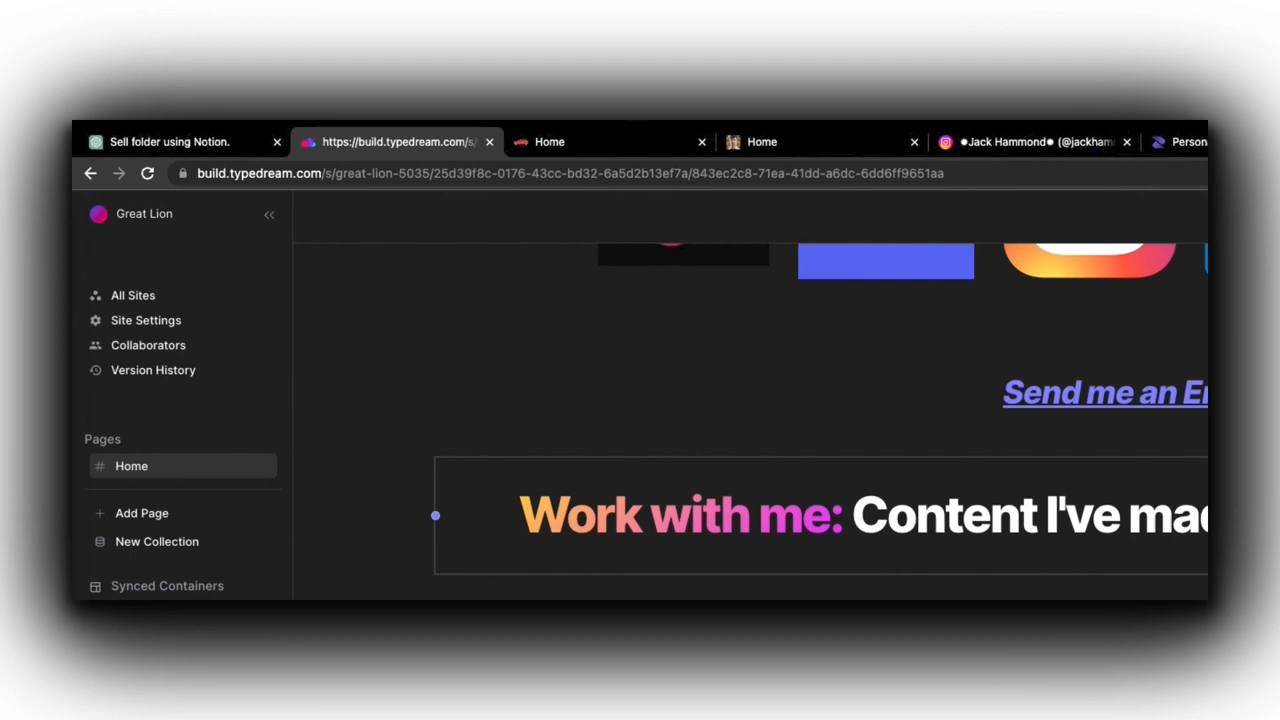 Sell folder using Notion.
https://build.typedream.com/s/
Home
Home
✹Jack Hammond✹ (@jackham
Person
build.typedream.com/s/great-lion-5035/25d39f8c-0176-43cc-bd32-6a5d2b13ef7a/843ec2c8-71ea-41dd-a6dc-6dd6ff9651aa
Great Lion
All Sites
Site Settings
Collaborators
Version History
Pages
Home
Add Page
New Collection
Synced Containers
Send me an Em
Work with me: Content I've mad